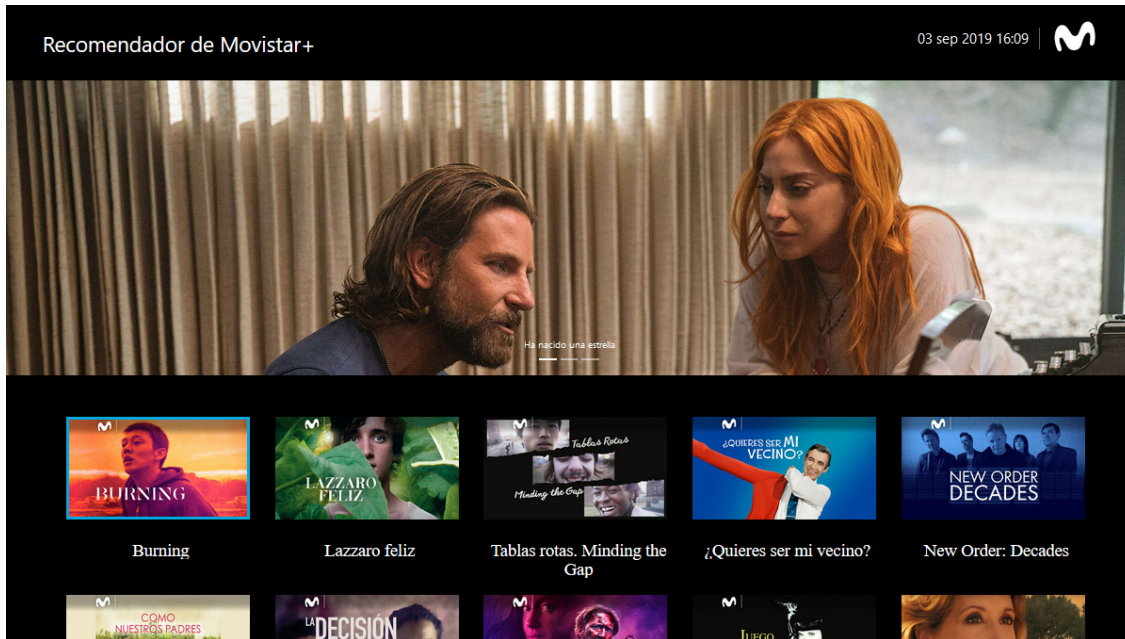 Recomendador de Movistar+
03 sep 2019 16:09
Ha nacido una estrella
BURNING
LAZZARO
FELIZ
Tablas Rotas
Minding the Gap
¿QUIERES SER MI
VECINO?
NEW ORDER
DECADES
Burning
Lazzaro feliz
Tablas rotas. Minding the
Gap
¿Quieres ser mi vecino?
New Order: Decades
COMO
NUESTROS PADRES
LA
DECISIÓN
JUEGO